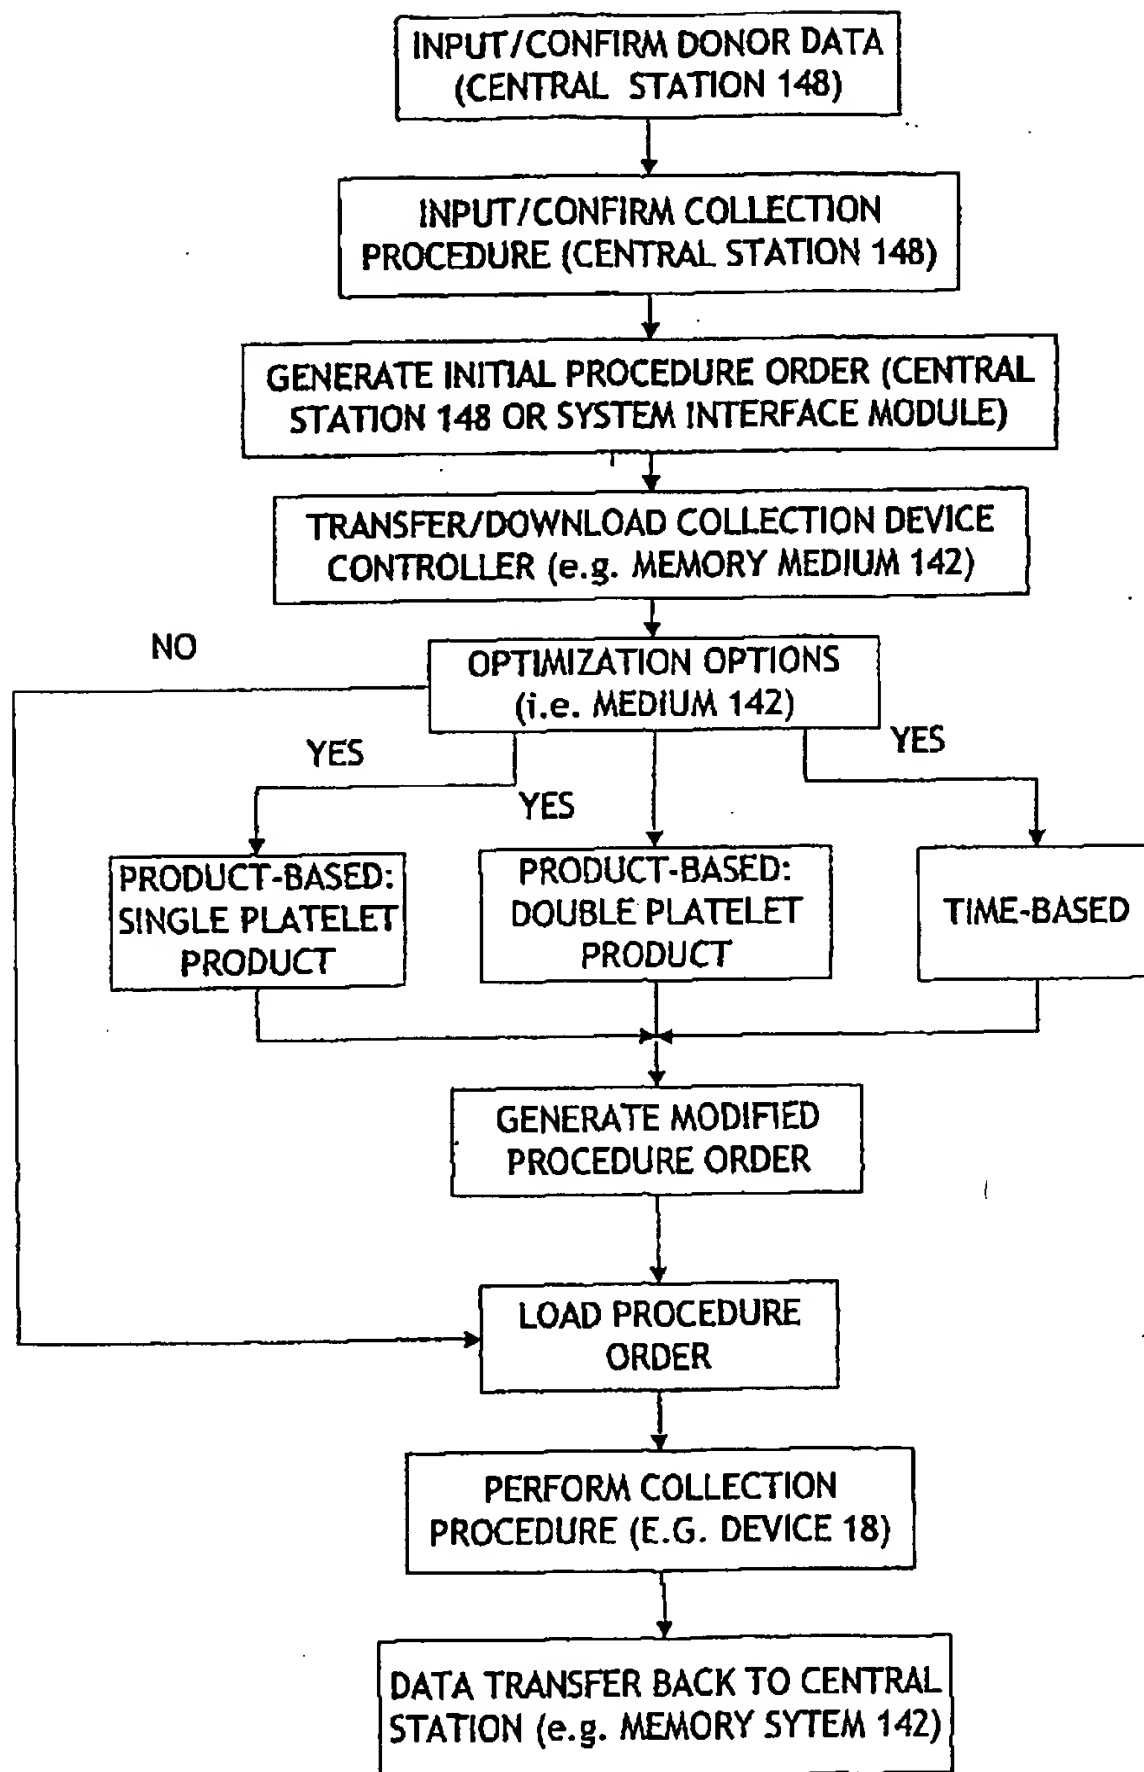 INPUT/CONFIRM DONOR DATA
(CENTRAL STATION 148)
INPUT/CONFIRM COLLECTION
PROCEDURE (CENTRAL STATION 148)
GENERATE INITIAL PROCEDURE ORDER (CENTRAL
STATION 148 OR SYSTEM INTERFACE MODULE)
TRANSFER/DOWNLOAD COLLECTION DEVICE
CONTROLLER (e.g. MEMORY MEDIUM 142)
NO
OPTIMIZATION OPTIONS
(i.e. MEDIUM 142)
YES
YES
YES
PRODUCT-BASED:
SINGLE PLATELET
PRODUCT
PRODUCT-BASED:
DOUBLE PLATELET
PRODUCT
TIME-BASED
GENERATE MODIFIED
PROCEDURE ORDER
LOAD PROCEDURE
ORDER
PERFORM COLLECTION
PROCEDURE (E.G. DEVICE 18)
DATA TRANSFER BACK TO CENTRAL
STATION (e.g. MEMORY SYTEM 142)